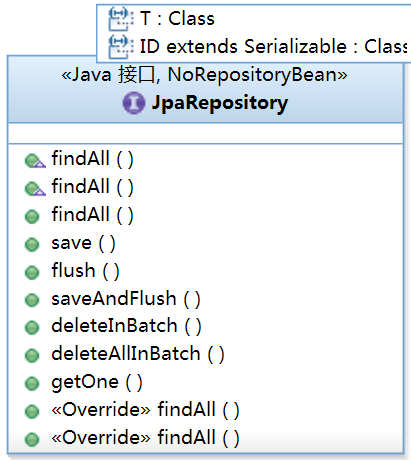 T : Class
ID extends Serializable : Class
«Java 接口, NoRepositoryBean»
I JpaRepository
findAll ( )
findAll ( )
findAll ( )
save ( )
flush ( )
saveAndFlush ( )
deleteInBatch ( )
deleteAllInBatch ( )
getOne ( )
«Override» findAll ( )
«Override» findAll ( )